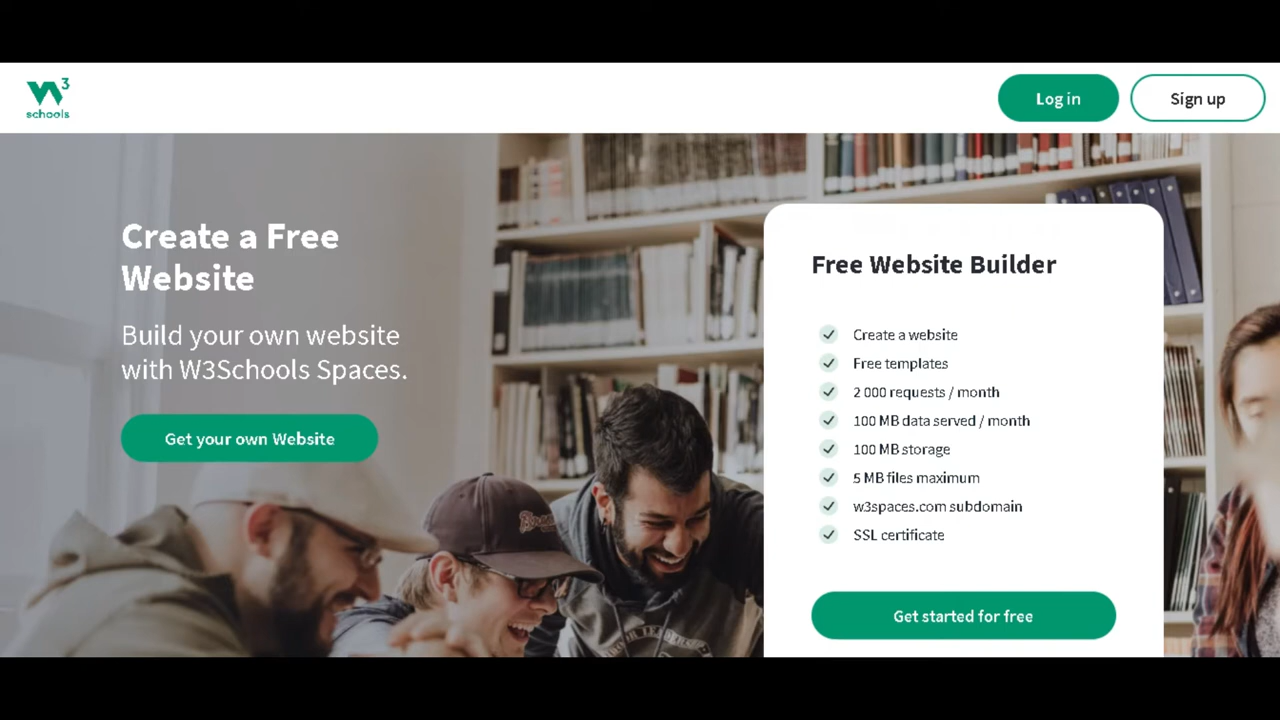 W3
schools
Log in
Sign up
Create a Free
Website
Build your own website
with W3Schools Spaces.
Get your own Website
Free Website Builder
Create a website
Free templates
2 000 requests / month
100 MB data served / month
100 MB storage
5 MB files maximum
w3spaces.com subdomain
SSL certificate
Get started for free